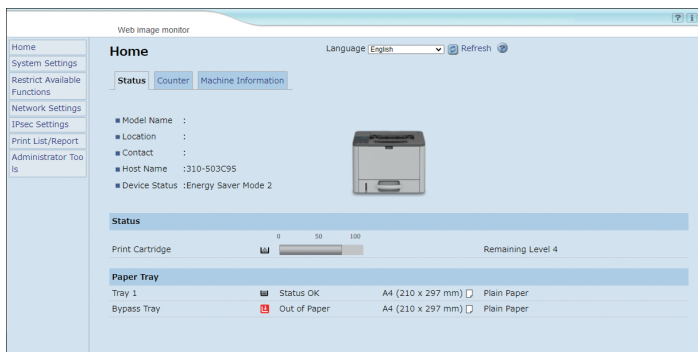 ? i
Web image monitor
Home
System Settings
Restrict Available
Functions
Network Settings
IPsec Settings
Print List/Report
Administrator Too
ls
Home
Language English Refresh ?
Status Counter Machine Information
Model Name :
Location :
Contact :
Host Name :310-503C95
Device Status :Energy Saver Mode 2
Status
0 50 100
Print Cartridge Remaining Level 4
Paper Tray
Tray 1 Status OK A4 (210 x 297 mm) Plain Paper
Bypass Tray Out of Paper A4 (210 x 297 mm) Plain Paper